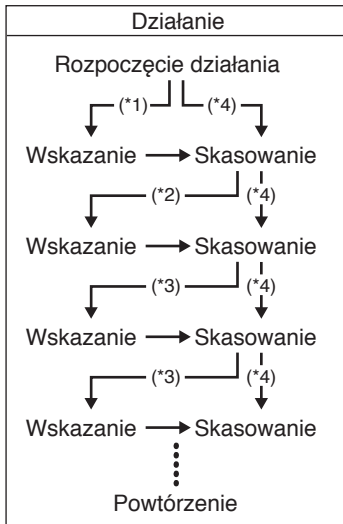 Działanie
Rozpoczęcie działania
(*1) (*4)
Wskazanie Skasowanie
(*2) (*4)
Wskazanie Skasowanie
(*3) (*4)
Wskazanie Skasowanie
(*3) (*4)
Wskazanie Skasowanie
Powtórzenie